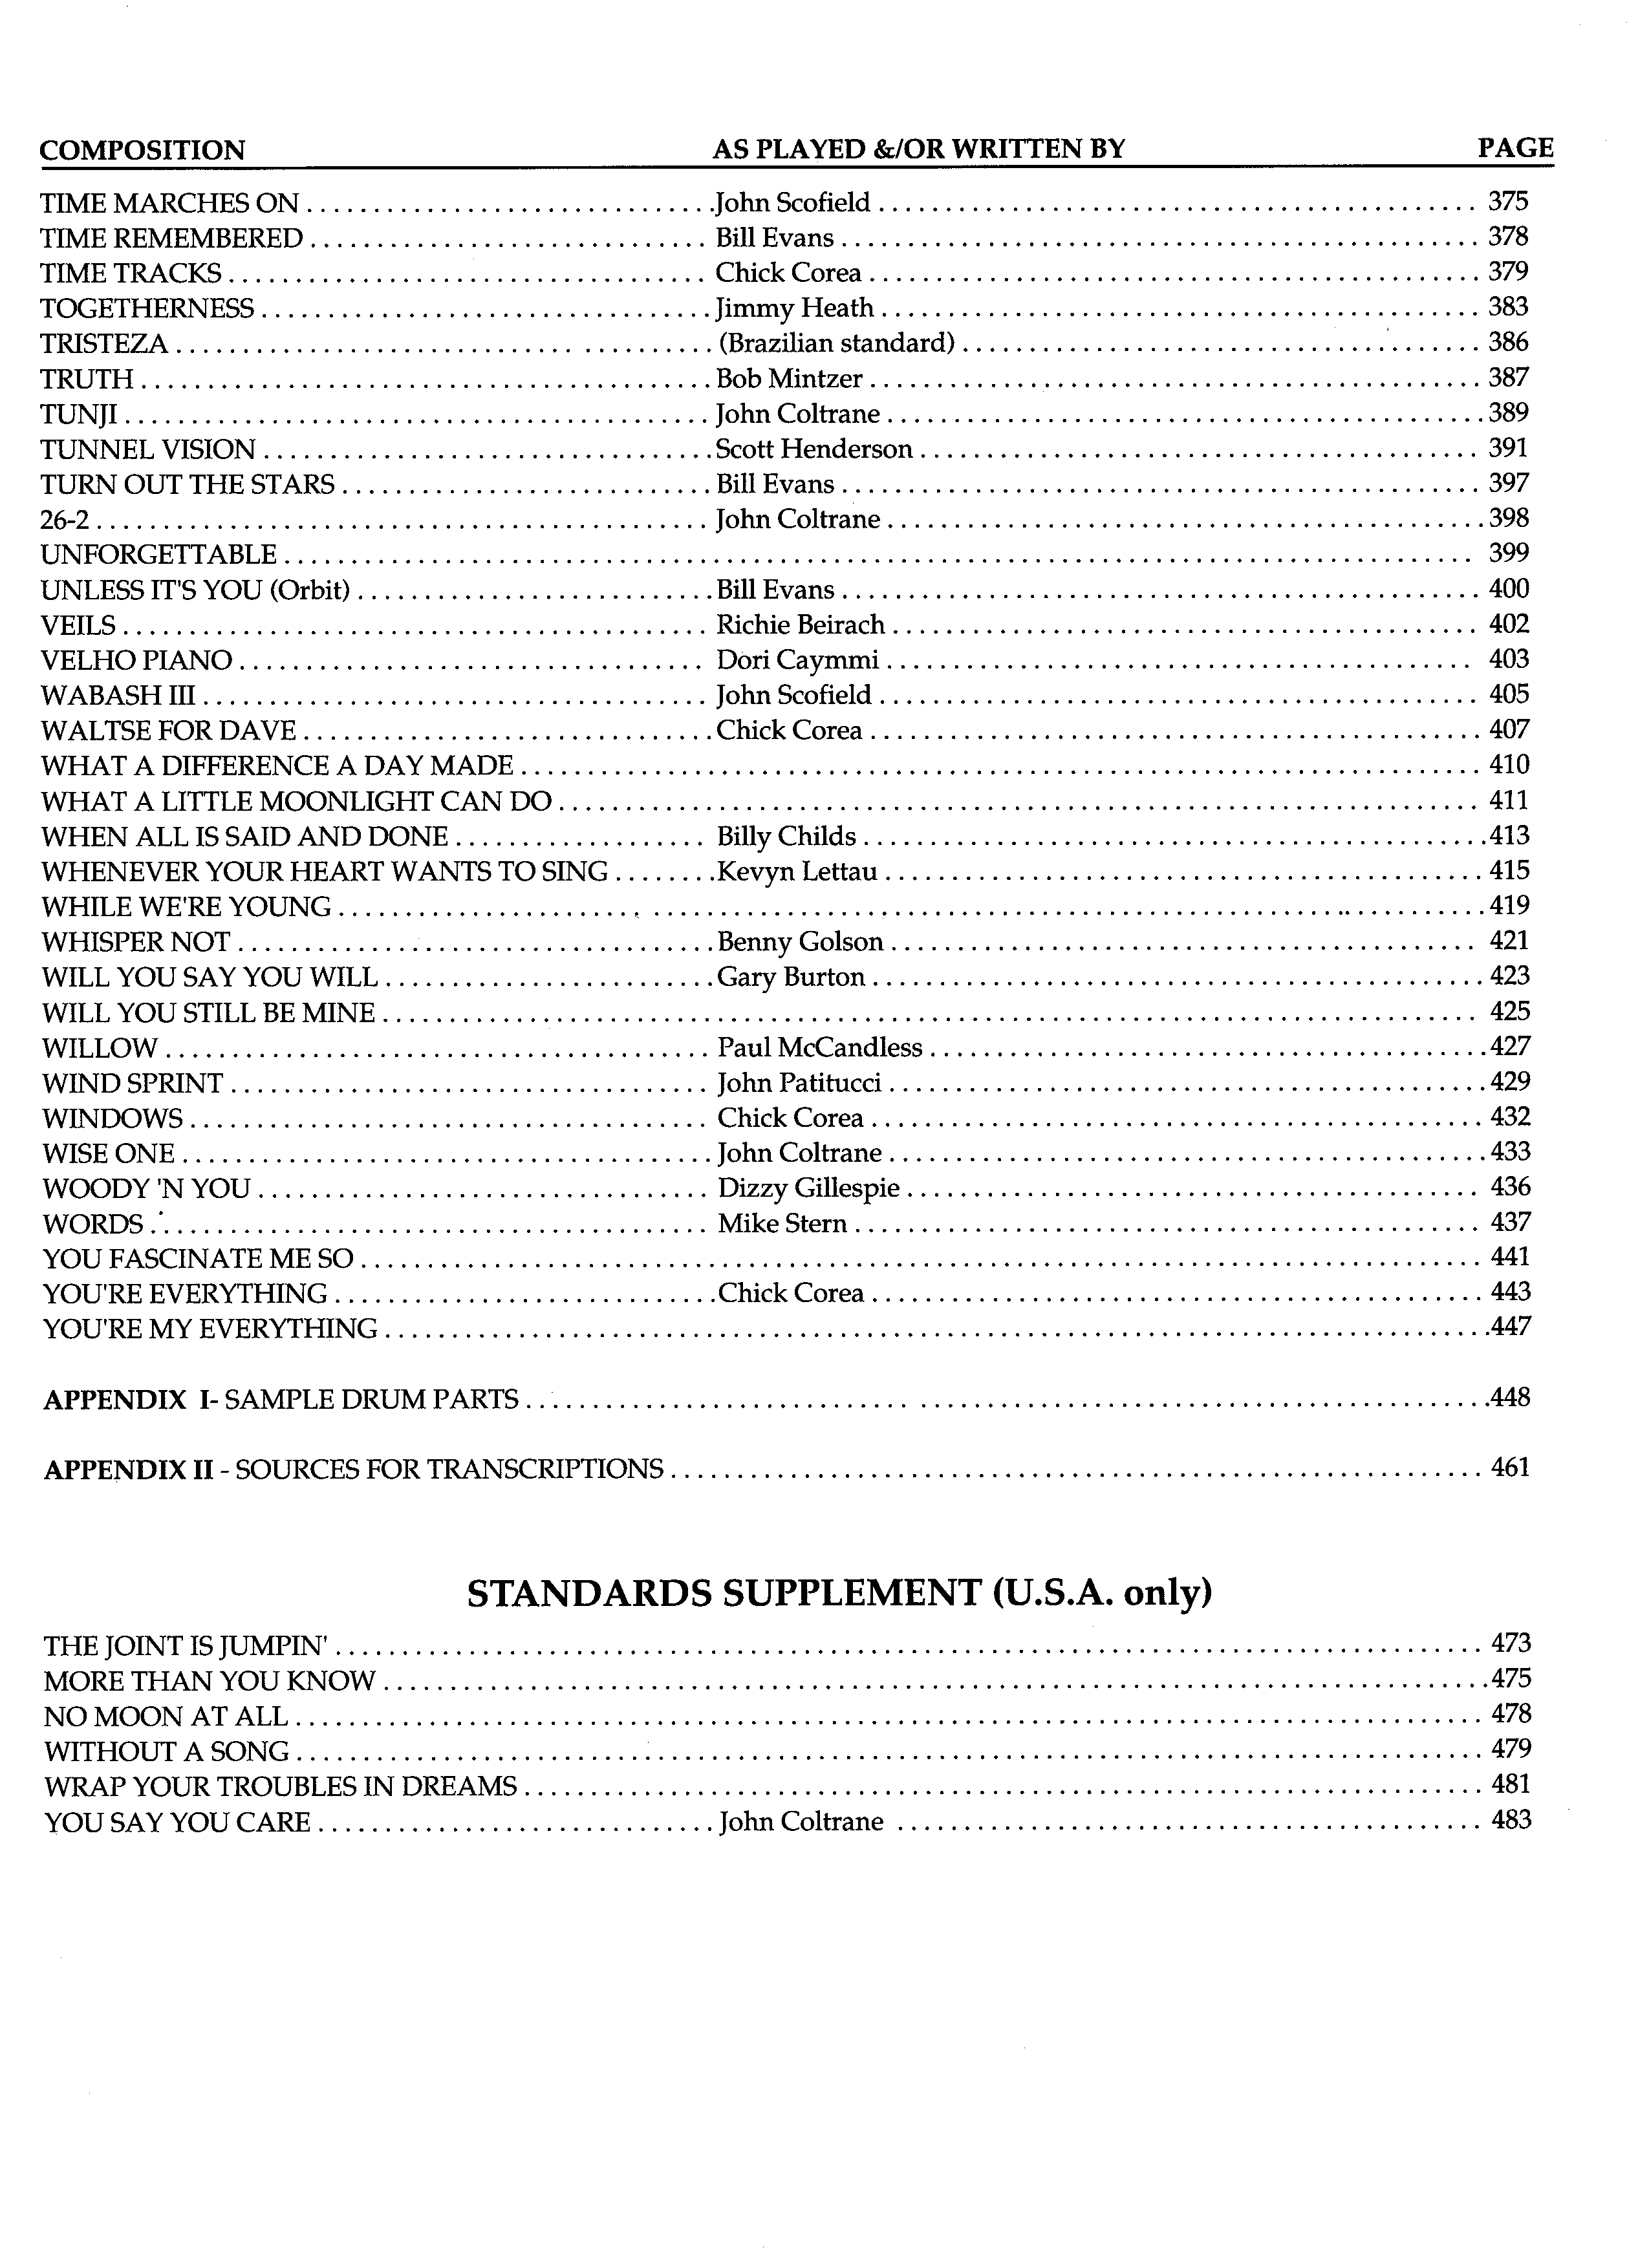 COMPOSITION AS PLAYED &/OR WRITTEN BY PAGE
TIME MARCHES ON John Scofield 375
TIME REMEMBERED Bill Evans 378
TIME TRACKS Chick Corea 379
TOGETHERNESS Jimmy Heath 383
TRISTEZA (Brazilian standard) 386
TRUTH Bob Mintzer 387
TUNJI John Coltrane 389
TUNNEL VISION Scott Henderson 391
TURN OUT THE STARS Bill Evans 397
26-2 John Coltrane 398
UNFORGETTABLE 399
UNLESS IT'S YOU (Orbit) Bill Evans 400
VEILS Richie Beirach 402
VELHO PIANO Dori Caymmi 403
WABASH III John Scofield 405
WALTSE FOR DAVE Chick Corea 407
WHAT A DIFFERENCE A DAY MADE 410
WHAT A LITTLE MOONLIGHT CAN DO 411
WHEN ALL IS SAID AND DONE Billy Childs 413
WHENEVER YOUR HEART WANTS TO SING Kevyn Lettau 415
WHILE WE'RE YOUNG 419
WHISPER NOT Benny Golson 421
WILL YOU SAY YOU WILL Gary Burton 423
WILL YOU STILL BE MINE 425
WILLOW Paul McCandless 427
WIND SPRINT John Patitucci 429
WINDOWS Chick Corea 432
WISE ONE John Coltrane 433
WOODY 'N YOU Dizzy Gillespie 436
WORDS Mike Stern 437
YOU FASCINATE ME SO 441
YOU'RE EVERYTHING Chick Corea 443
YOU'RE MY EVERYTHING 447
APPENDIX I- SAMPLE DRUM PARTS 448
APPENDIX II - SOURCES FOR TRANSCRIPTIONS 461
STANDARDS SUPPLEMENT (U.S.A. only)
THE JOINT IS JUMPIN' 473
MORE THAN YOU KNOW 475
NO MOON AT ALL 478
WITHOUT A SONG 479
WRAP YOUR TROUBLES IN DREAMS 481
YOU SAY YOU CARE John Coltrane 483